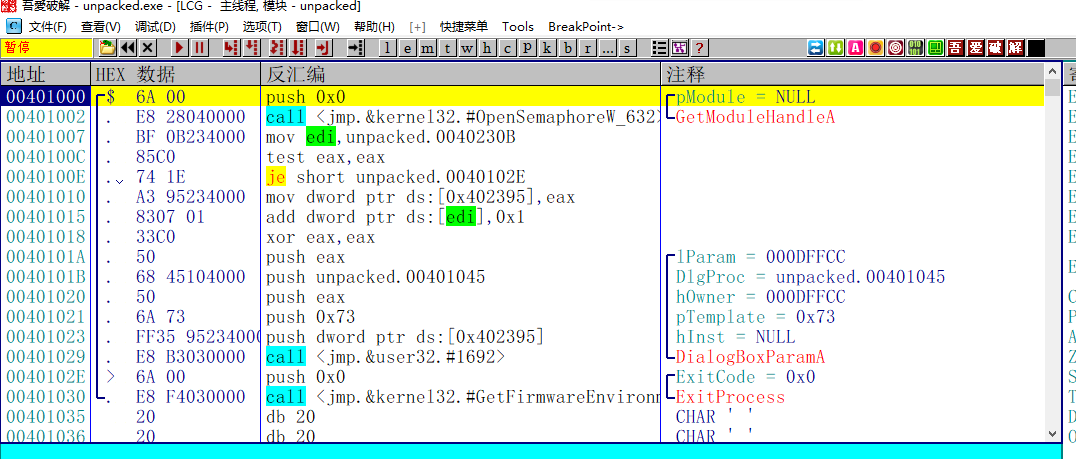 吾爱破解 - unpacked.exe - [LCG - 主线程, 模块 - unpacked]
C 文件(F) 查看(V) 调试(D) 插件(P) 选项(T) 窗口(W) 帮助(H) [+] 快捷菜单 Tools BreakPoint->
暂停 l e m t w h c p k b r ... s ? A 吾 爱 破 解
地址 HEX 数据 反汇编 注释
00401000 $ 6A 00 push 0x0 pModule = NULL
00401002 . E8 28040000 call <jmp.&kernel32.#OpenSemaphoreW_632> GetModuleHandleA
00401007 . BF 0B234000 mov edi,unpacked.0040230B
0040100C . 85C0 test eax,eax
0040100E . 74 1E je short unpacked.0040102E
00401010 . A3 95234000 mov dword ptr ds:[0x402395],eax
00401015 . 8307 01 add dword ptr ds:[edi],0x1
00401018 . 33C0 xor eax,eax
0040101A . 50 push eax lParam = 000DFFCC
0040101B . 68 45104000 push unpacked.00401045 DlgProc = unpacked.00401045
00401020 . 50 push eax hOwner = 000DFFCC
00401021 . 6A 73 push 0x73 pTemplate = 0x73
00401023 . FF35 95234000 push dword ptr ds:[0x402395] hInst = NULL
00401029 . E8 B3030000 call <jmp.&user32.#1692> DialogBoxParamA
0040102E > 6A 00 push 0x0 ExitCode = 0x0
00401030 . E8 F4030000 call <jmp.&kernel32.#GetFirmwareEnviron ExitProcess
00401035 20 db 20 CHAR ' '
00401036 20 db 20 CHAR ' '